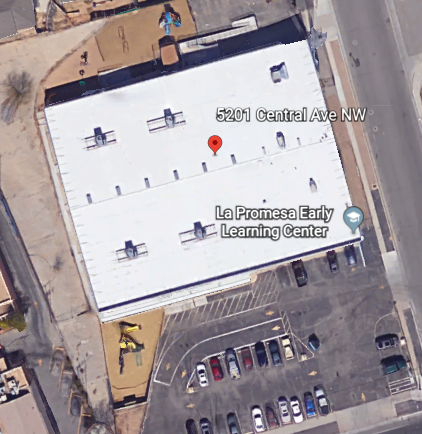 5201 Central Ave NW
La Promesa Early
Learning Center